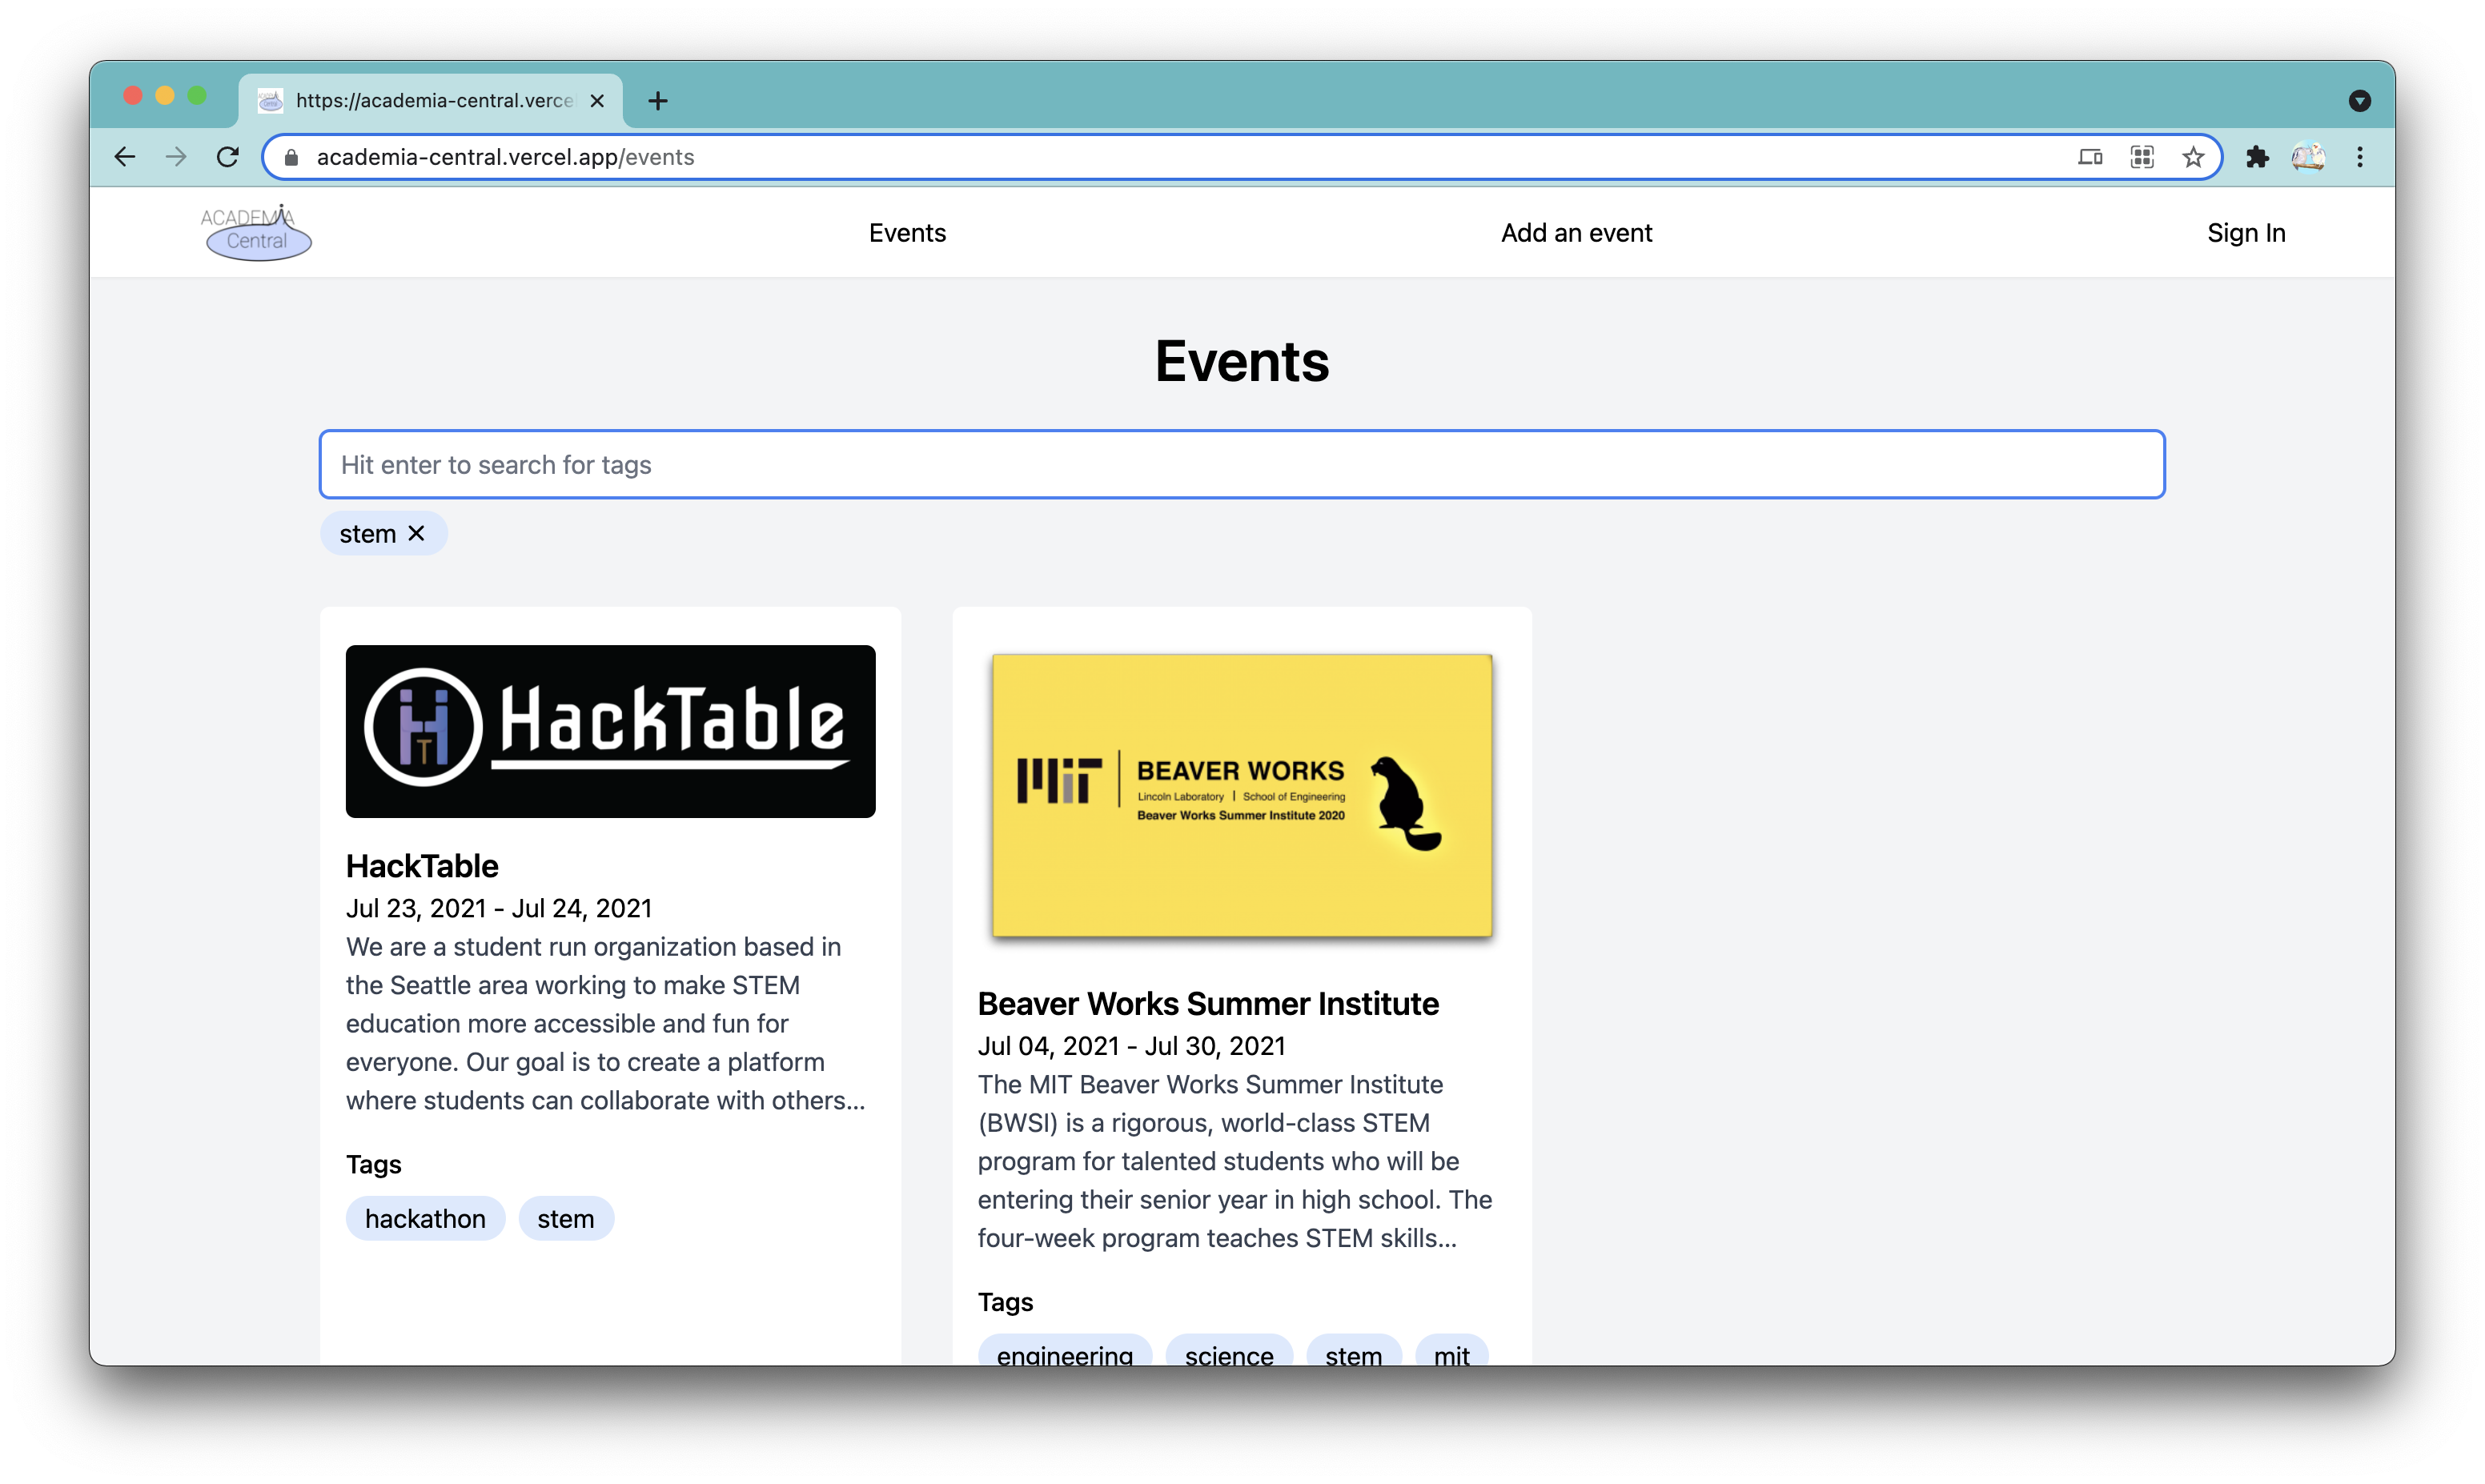 https://academia-central.verce
academia-central.vercel.app/events
ACADEMIA
Central
Events
Add an event
Sign In
Events
Hit enter to search for tags
stem
HackTable
HackTable
Jul 23, 2021 - Jul 24, 2021
We are a student run organization based in
the Seattle area working to make STEM
education more accessible and fun for
everyone. Our goal is to create a platform
where students can collaborate with others...
Tags
hackathon stem
MIT BEAVER WORKS
Lincoln Laboratory | School of Engineering
Beaver Works Summer Institute 2020
Beaver Works Summer Institute
Jul 04, 2021 - Jul 30, 2021
The MIT Beaver Works Summer Institute
(BWSI) is a rigorous, world-class STEM
program for talented students who will be
entering their senior year in high school. The
four-week program teaches STEM skills...
Tags
engineering science stem mit